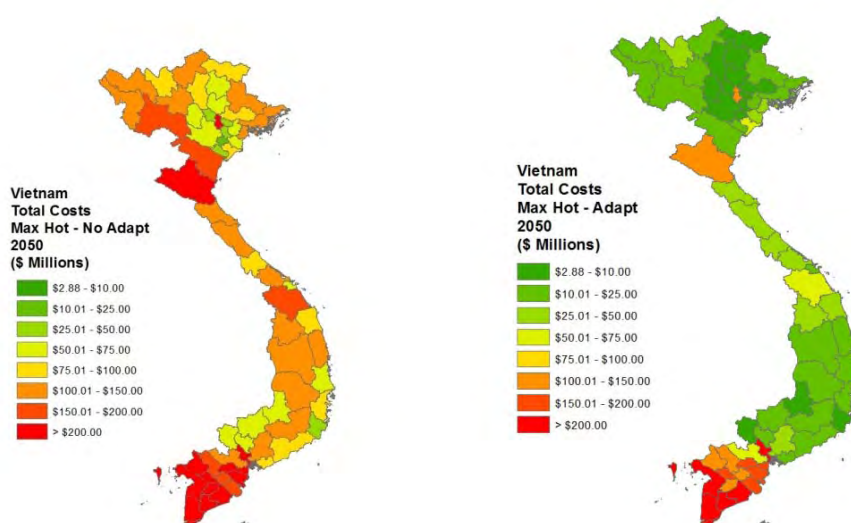 Vietnam
Total Costs
Max Hot - No Adapt
2050
($ Millions)
$2.88 - $10.00
$10.01 - $25.00
$25.01 - $50.00
$50.01 - $75.00
$75.01 - $100.00
$100.01 - $150.00
$150.01 - $200.00
> $200.00
Vietnam
Total Costs
Max Hot - Adapt
2050
($ Millions)
$2.88 - $10.00
$10.01 - $25.00
$25.01 - $50.00
$50.01 - $75.00
$75.01 - $100.00
$100.01 - $150.00
$150.01 - $200.00
> $200.00